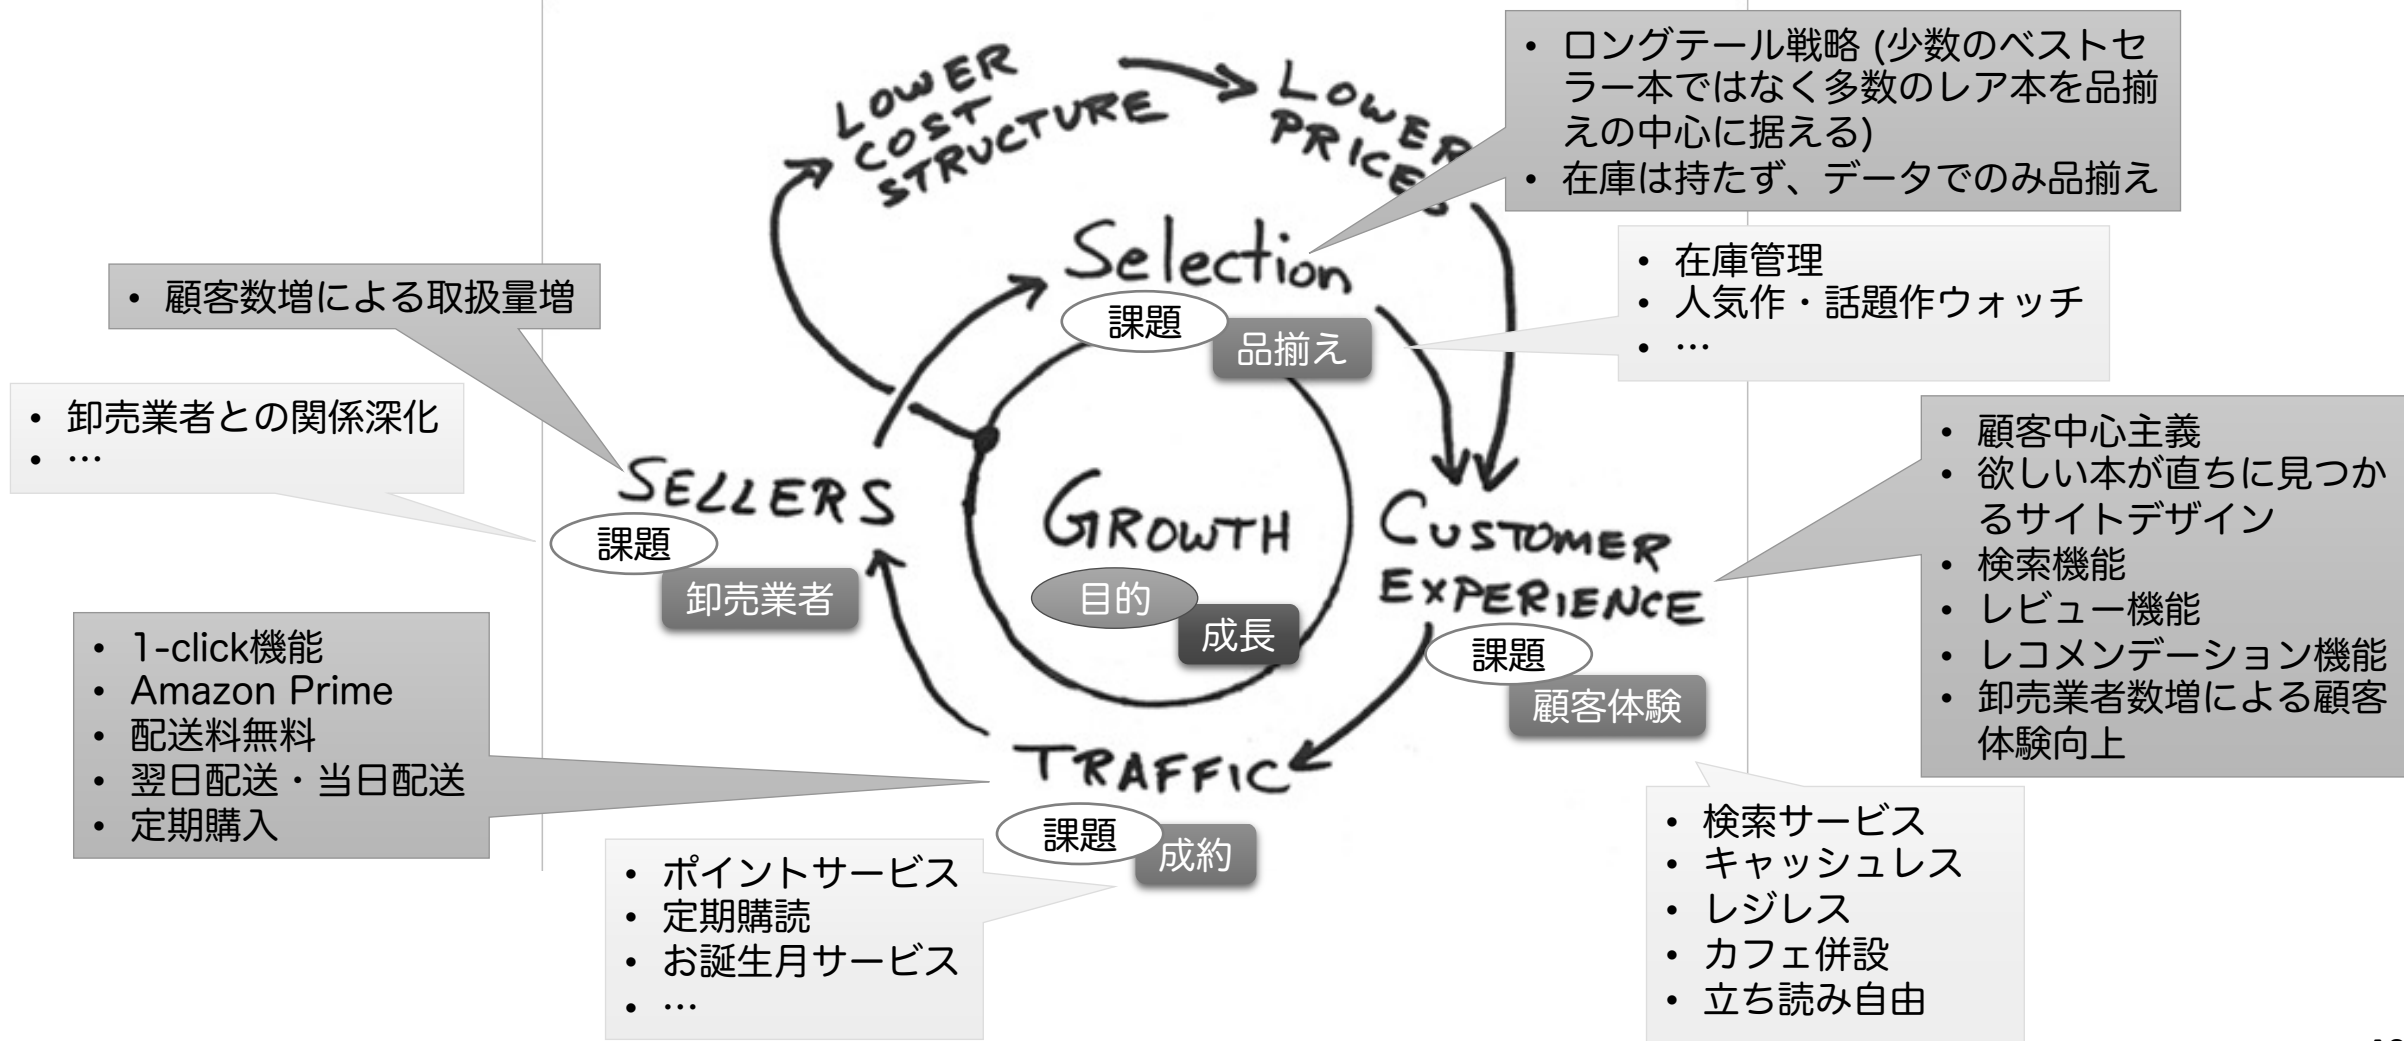 LOWER
COST
STRUCTURE
LOWER
PRICES
• ロングテール戦略 (少数のベストセ
ラー本ではなく多数のレア本を品揃
えの中心に据える)
• 在庫は持たず、データでのみ品揃え
Selection
課題
品揃え
• 在庫管理
• 人気作・話題作ウォッチ
• …
• 顧客数増による取扱量増
• 卸売業者との関係深化
• …
SELLERS
課題
卸売業者
GROWTH
目的
成長
CUSTOMER
EXPERIENCE
課題
顧客体験
• 顧客中心主義
• 欲しい本が直ちに見つか
るサイトデザイン
• 検索機能
• レビュー機能
• レコメンデーション機能
• 卸売業者数増による顧客
体験向上
• 1-click機能
• Amazon Prime
• 配送料無料
• 翌日配送・当日配送
• 定期購入
TRAFFIC
課題
成約
• ポイントサービス
• 定期購読
• お誕生月サービス
• …
• 検索サービス
• キャッシュレス
• レジレス
• カフェ併設
• 立ち読み自由